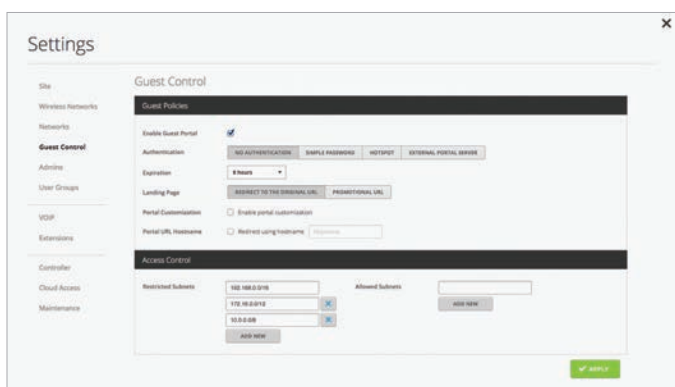 Settings
Site
Wireless Networks
Networks
Guest Control
Admins
User Groups
VOIP
Extensions
Controller
Cloud Access
Maintenance
Guest Control
Guest Policies
Enable Guest Portal
Authentication NO AUTHENTICATION SIMPLE PASSWORD HOTSPOT EXTERNAL PORTAL SERVER
Expiration 8 hours
Landing Page REDIRECT TO THE ORIGINAL URL PROMOTIONAL URL
Portal Customization Enable portal customization
Portal URL Hostname Redirect using hostname Hostname
Access Control
Restricted Subnets 192.168.0.0/16 Allowed Subnets
172.16.0.0/12 ADD NEW
10.0.0.0/8
ADD NEW
APPLY